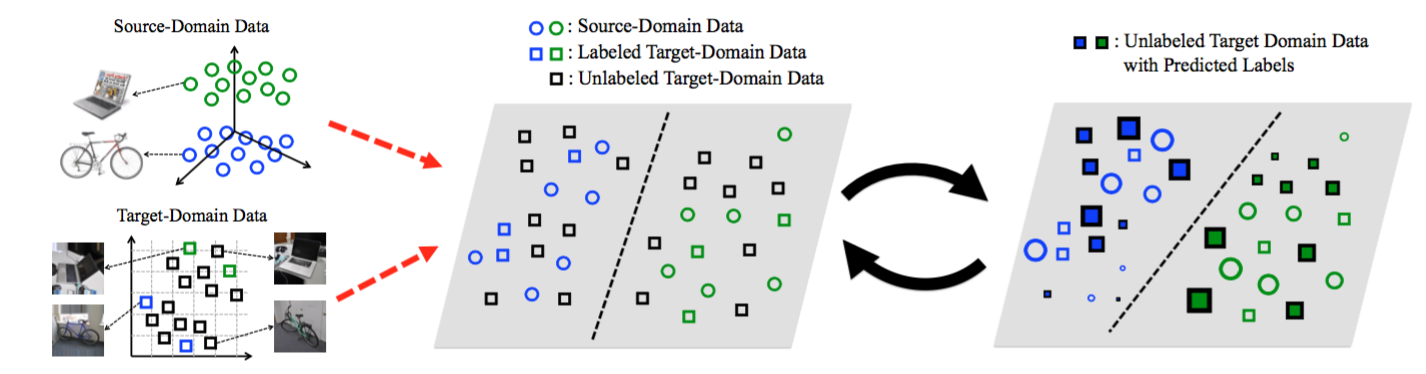 Source-Domain Data
Target-Domain Data
: Source-Domain Data
: Labeled Target-Domain Data
: Unlabeled Target-Domain Data
: Unlabeled Target Domain Data
with Predicted Labels